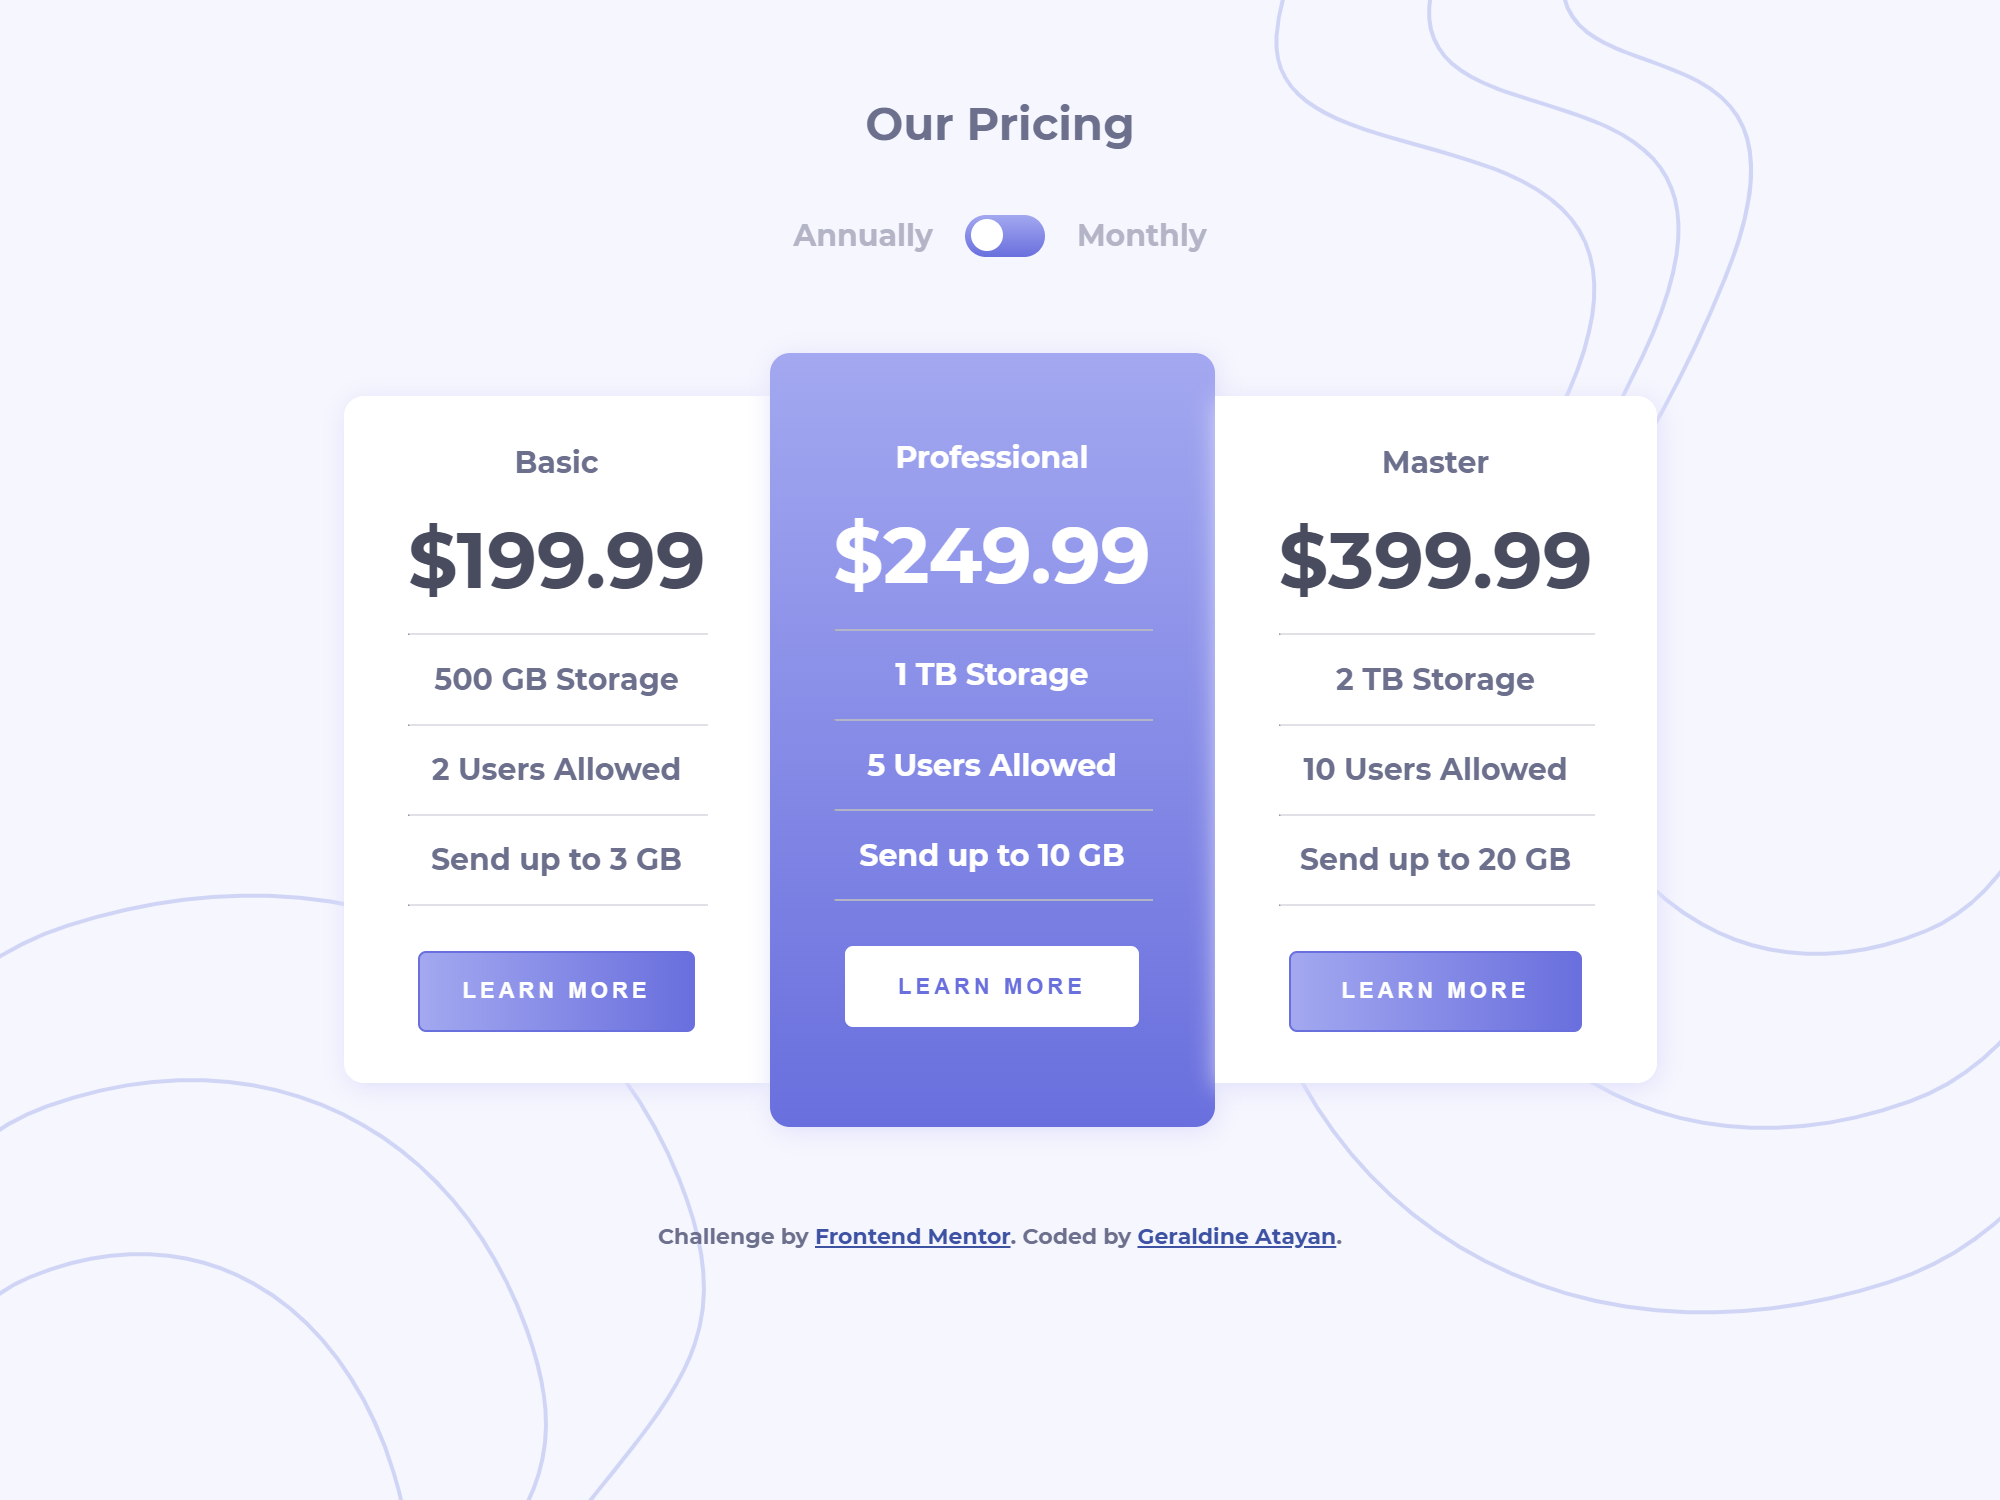 Our Pricing
Annually Monthly
Basic
$199.99
500 GB Storage
2 Users Allowed
Send up to 3 GB
LEARN MORE
Professional
$249.99
1 TB Storage
5 Users Allowed
Send up to 10 GB
LEARN MORE
Master
$399.99
2 TB Storage
10 Users Allowed
Send up to 20 GB
LEARN MORE
Challenge by Frontend Mentor. Coded by Geraldine Atayan.